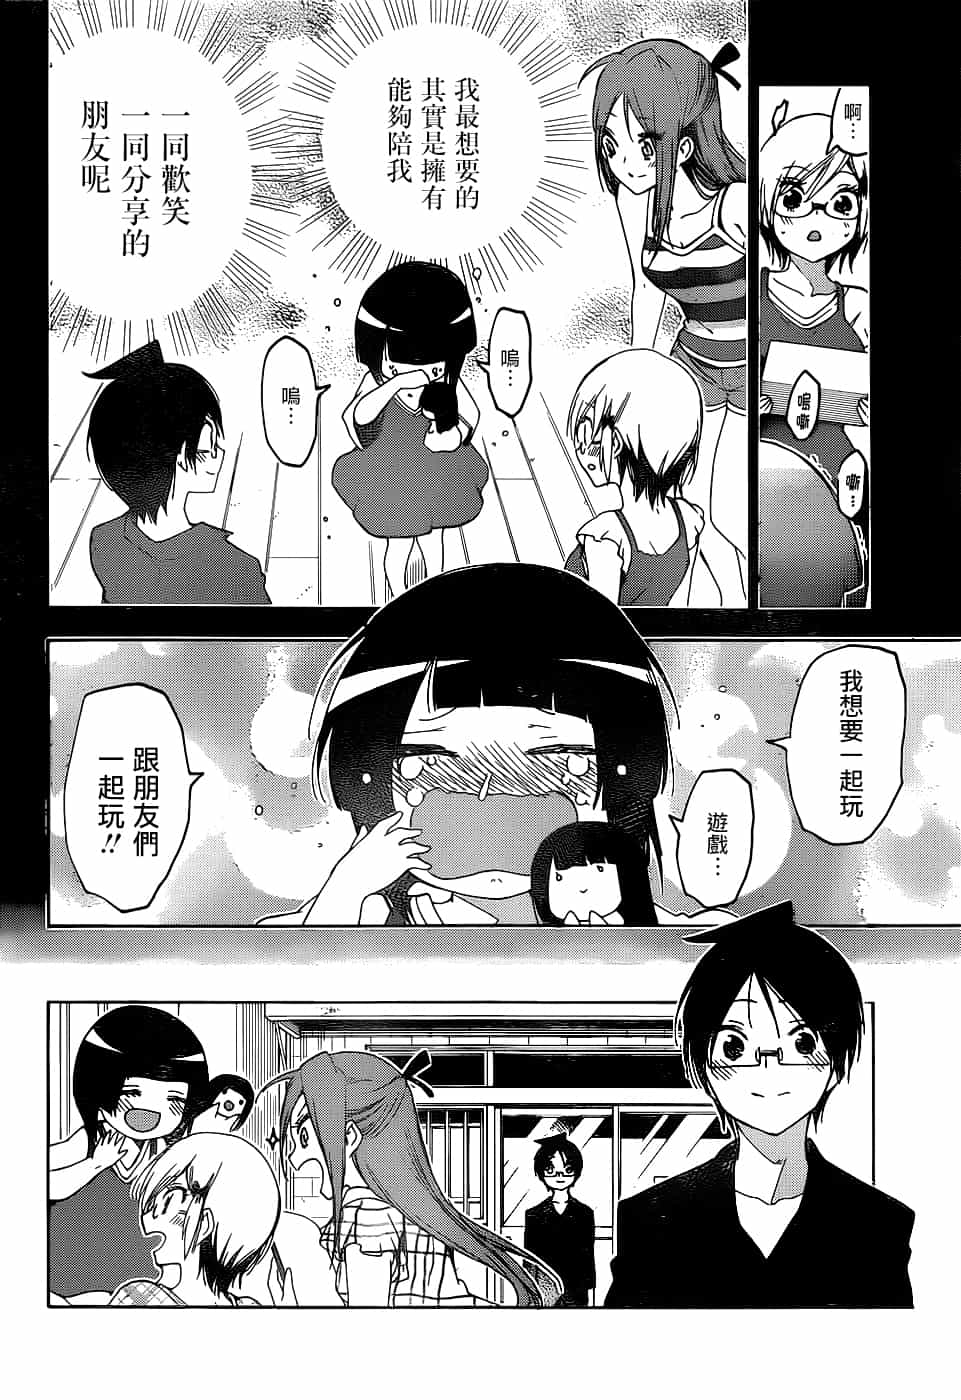 啊…
嗚
嘶
嘶…
我最想要的
其實是擁有
能夠陪我
一同歡笑
一同分享的
朋友呢
嗚…
嗚…
我想要一起玩
遊戲…
跟朋友們
一起玩!!